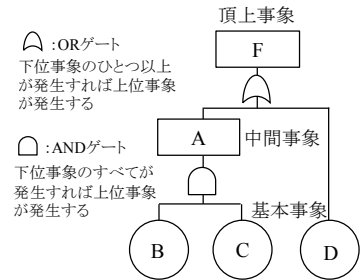 頂上事象
F
:ORゲート
下位事象のひとつ以上
が発生すれば上位事象
が発生する
A
中間事象
:ANDゲート
下位事象のすべてが
発生すれば上位事象
が発生する
基本事象
B
C
D